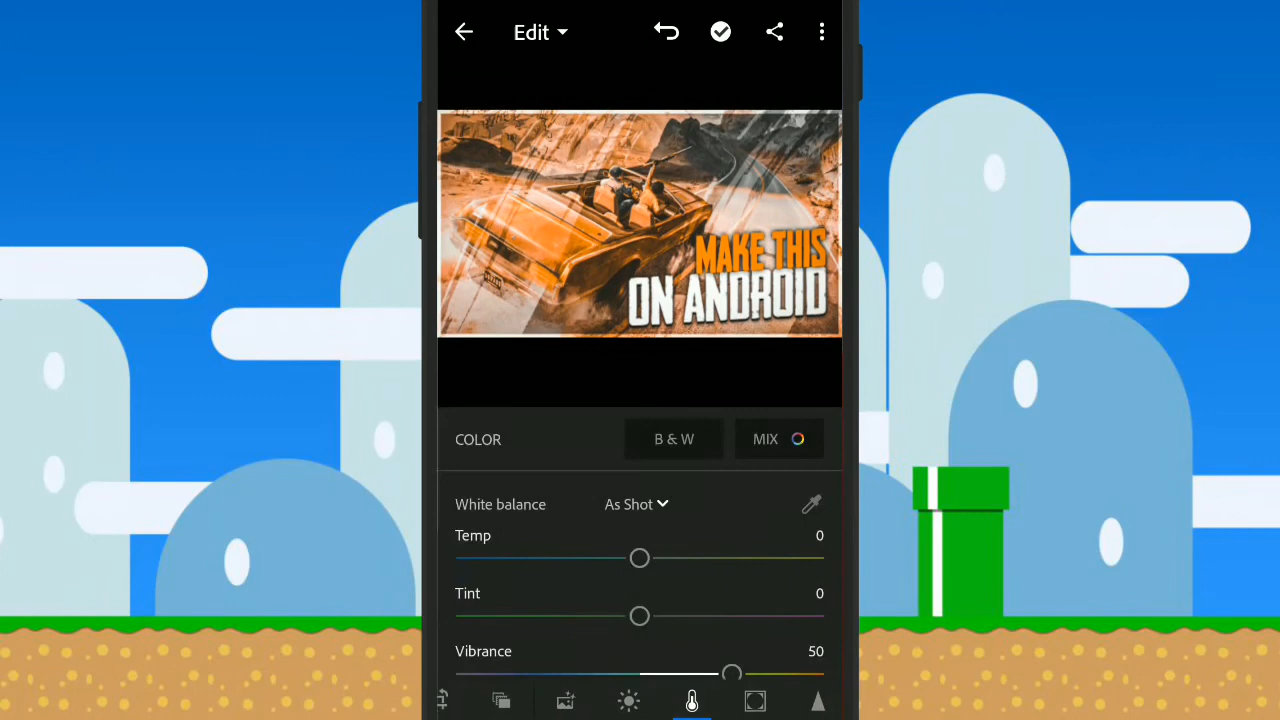 Edit
MAKE THIS
ON ANDROID
COLOR
B & W
MIX
White balance
As Shot
Temp
0
Tint
0
Vibrance
50